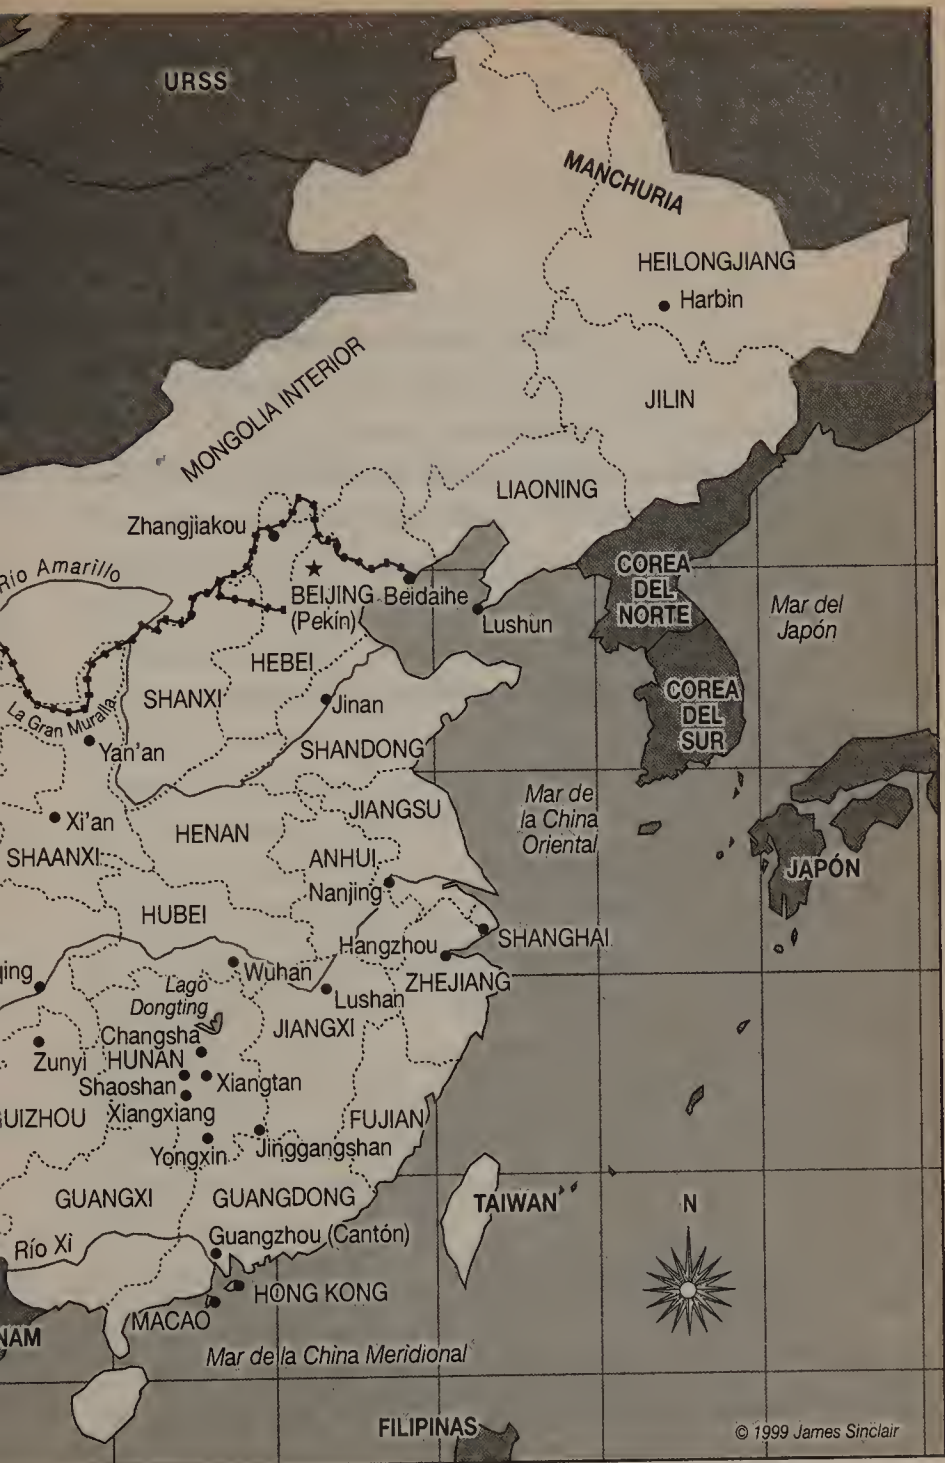 URSS
MANCHURIA
HEILONGJIANG
Harbin
MONGOLIA INTERIOR
JILIN
LIAONING
Zhangjiakou
Río Amarillo
BEIJING
(Pekín)
Beidaihe
Lushun
COREA
DEL
NORTE
Mar del
Japón
HEBEI
SHANXI
Jinan
COREA
DEL
SUR
La Gran Muralla
Yan'an
SHANDONG
Mar de
la China
Oriental
JIANGSU
Xi'an
HENAN
SHAANXI
ANHUI
JAPÓN
Nanjing
HUBEI
Hangzhou
SHANGHAI
Wuhan
ZHEJIANG
Lago
Dongting
Lushan
JIANGXI
Changsha
Zunyi
HUNAN
Shaoshan
Xiangtan
Xiangxiang
FUJIAN
Yongxin
Jinggangshan
GUANGXI
GUANGDONG
TAIWAN
N
Río Xi
Guangzhou (Cantón)
HONG KONG
MACAO
Mar de la China Meridional
FILIPINAS
© 1999 James Sinclair